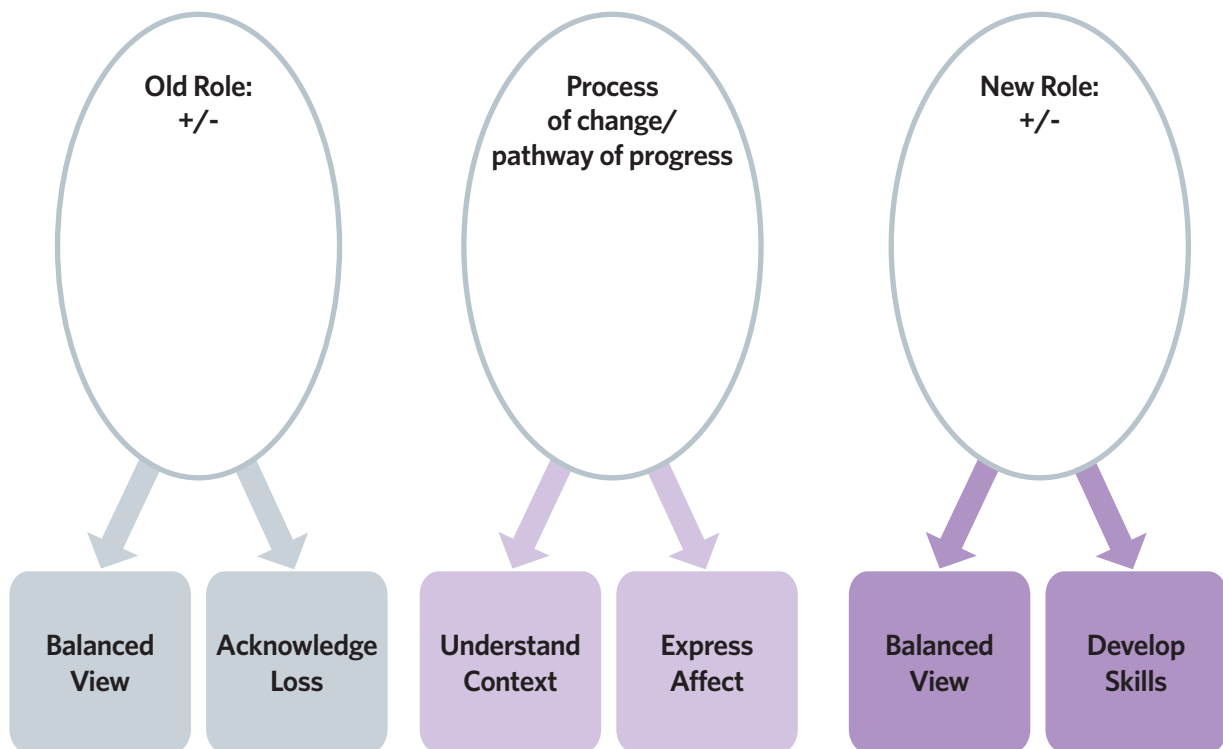 Old Role:
+/-
Process
of change/
pathway of progress
New Role:
+/-
Balanced
View
Acknowledge
Loss
Understand
Context
Express
Affect
Balanced
View
Develop
Skills